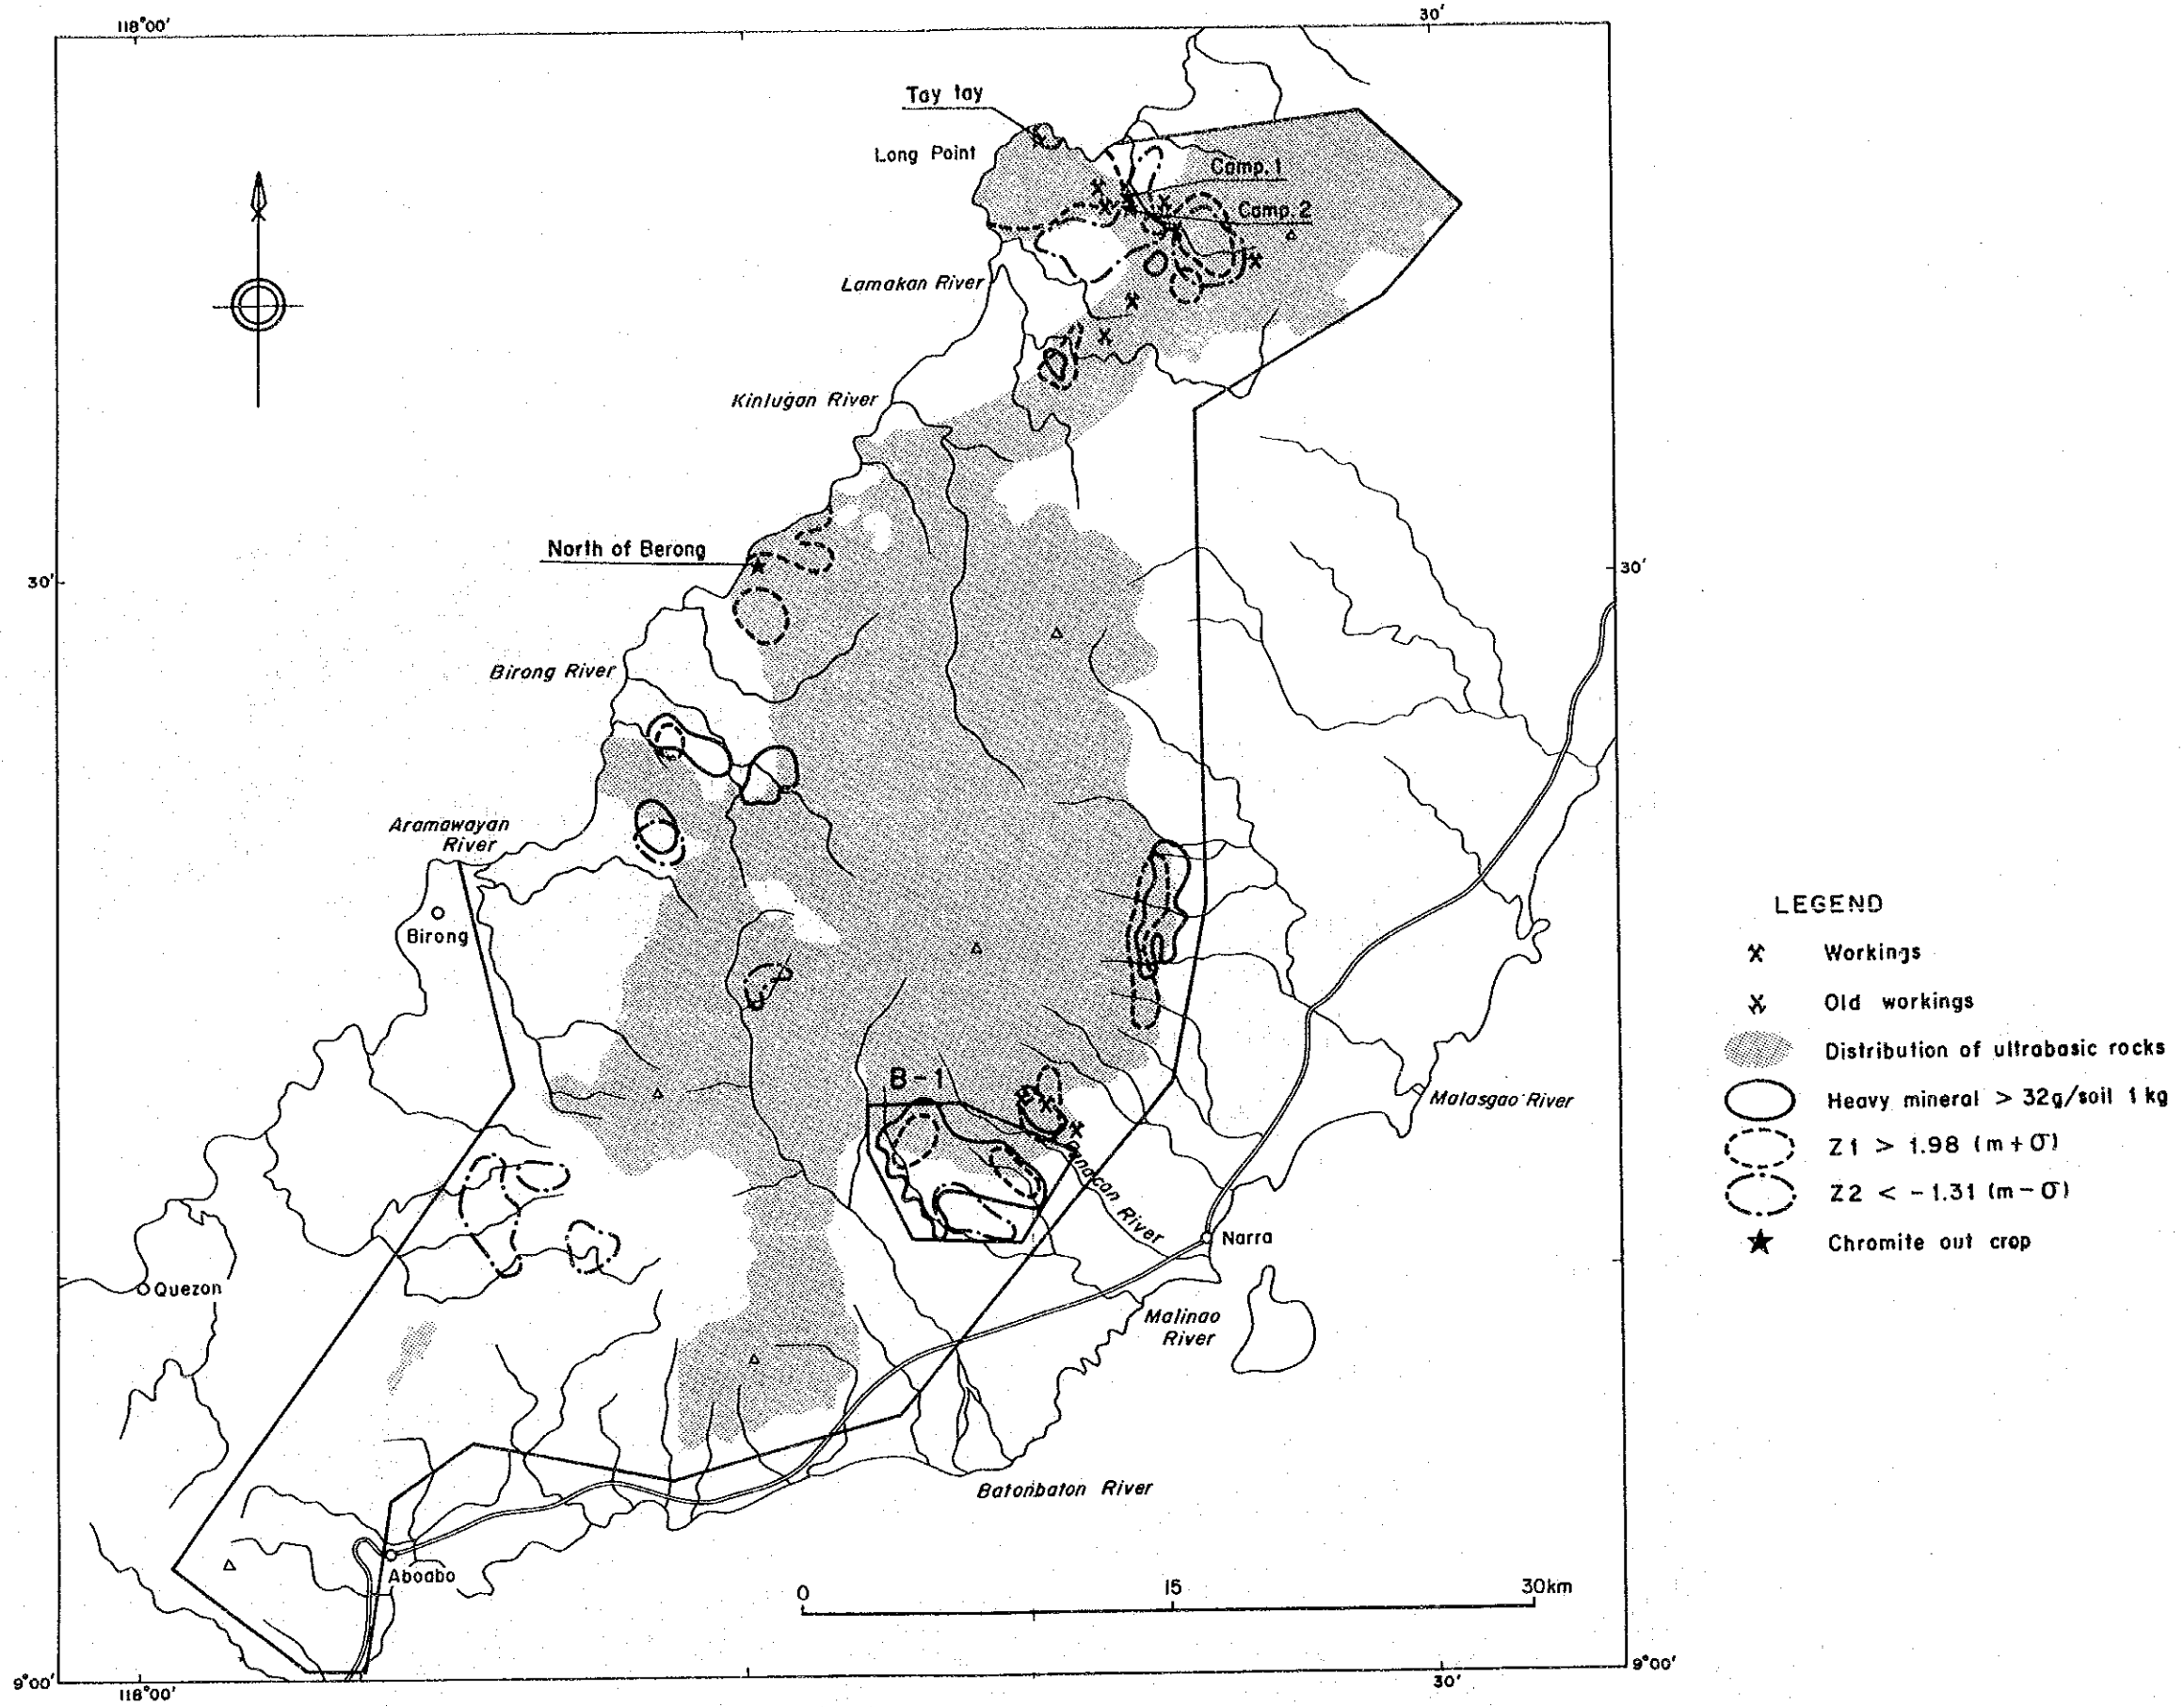 118°00'
30'
Tay tay
Long Point
Camp. 1
Camp. 2
Lamakan River
Kinlugan River
North of Berong
30'
30'
Birong River
Aramawayan
River
Birong
LEGEND
Workings
Old workings
Distribution of ultrabasic rocks
Heavy mineral > 32g/soil 1 kg
Z1 > 1.98 (m+σ)
Z2 < -1.31 (m-σ)
Chromite out crop
B-1
Malasgao River
Panacan River
Narra
Quezon
Malinao
River
Batonbaton River
Aboabo
0 15 30km
9°00'
9°00'
118°00'
30'